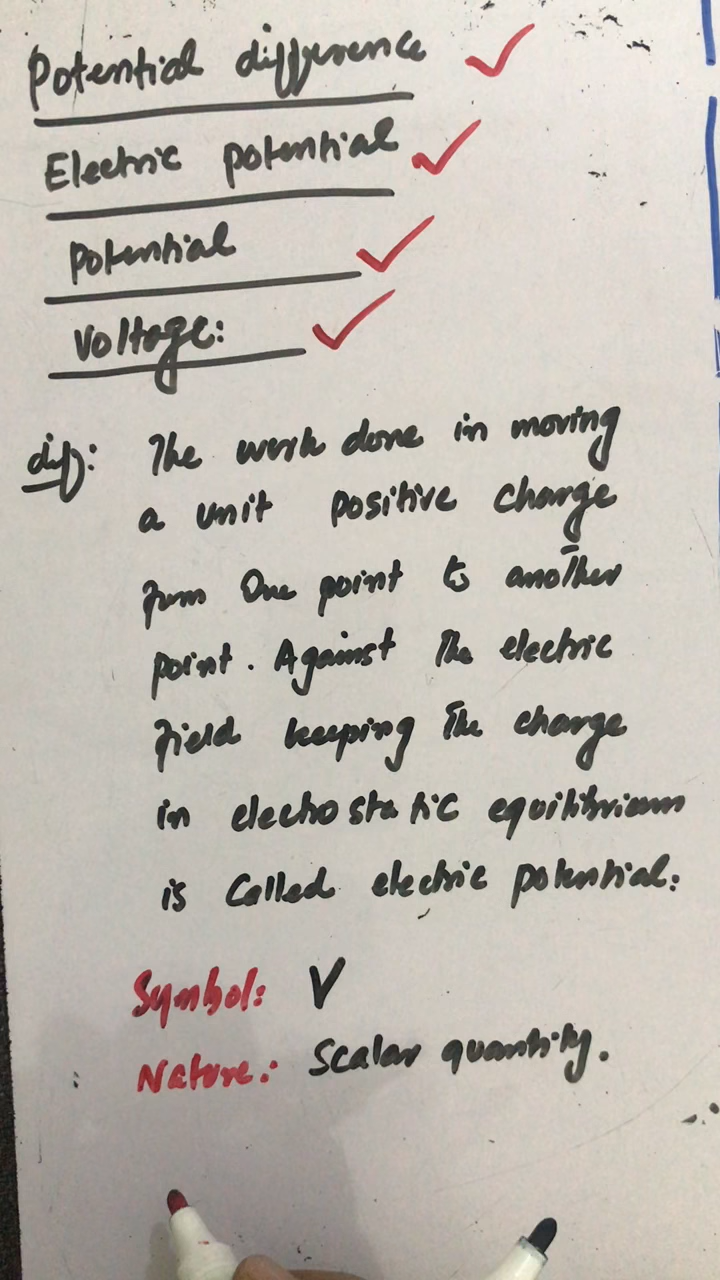 Potential difference
Electric potential
Potential
Voltage:
def: The work done in moving
a unit positive charge
from One point to another
point. Against the electric
field keeping the charge
in electrostatic equilibrium
is Called electric potential:
Symbol: V
Nature: Scalar quantity.